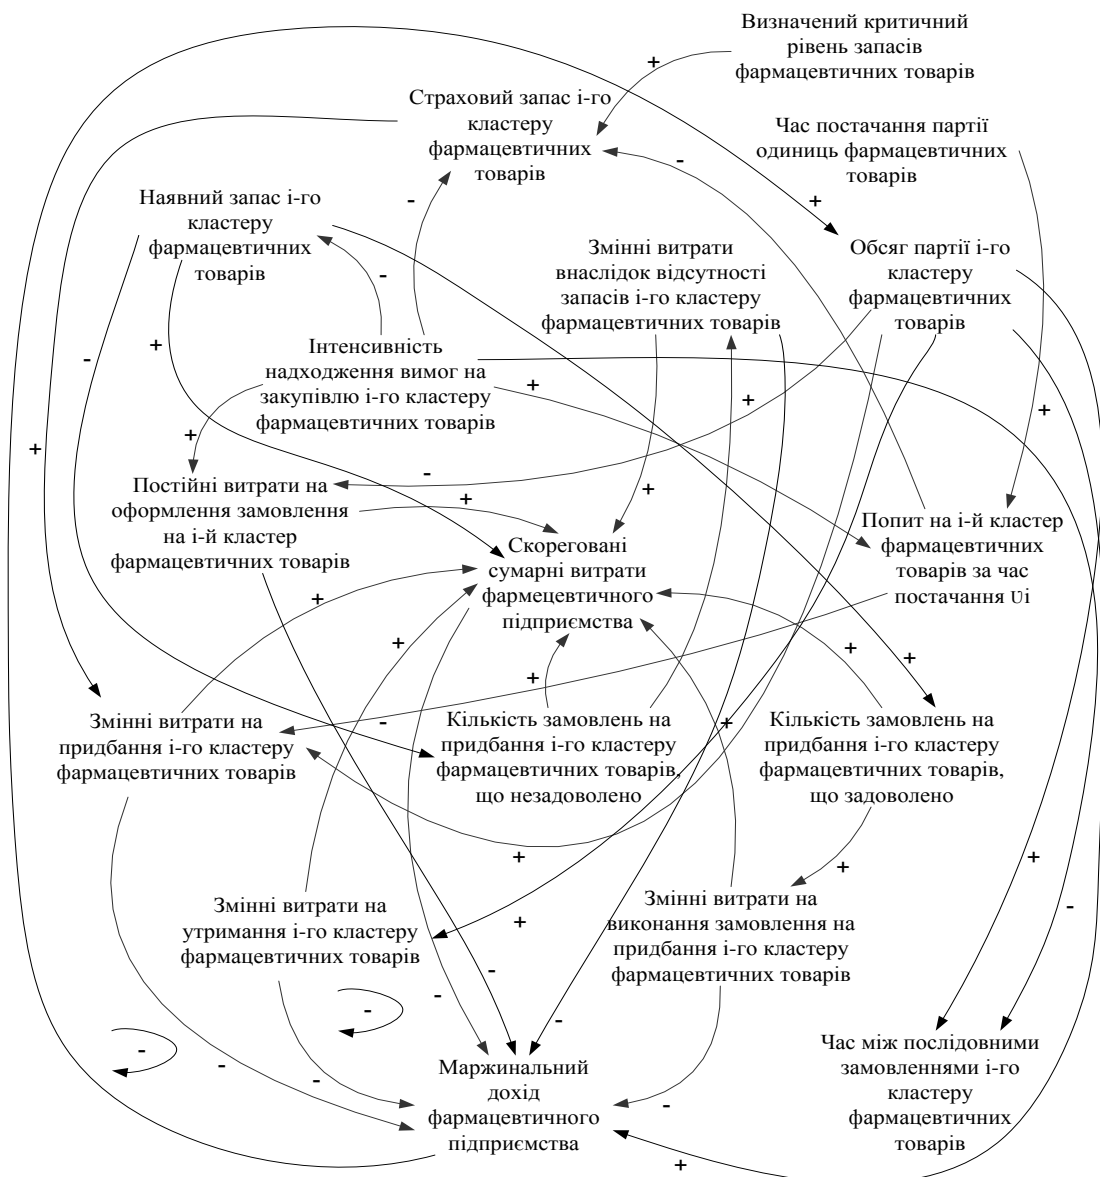 Визначений критичний
рівень запасів
фармацевтичних товарів
+
Страховий запас і-го
кластеру
фармацевтичних
товарів
Час постачання партії
одиниць фармацевтичних
товарів
-
-
+
Наявний запас і-го
кластеру
фармацевтичних
товарів
-
Змінні витрати
внаслідок відсутності
запасів і-го кластеру
фармацевтичних товарів
Обсяг партії і-го
кластеру
фармацевтичних
товарів
+
-
Інтенсивність
надходження вимог на
закупівлю і-го кластеру
фармацевтичних товарів
+
+
+
+
+
-
+
+
Постійні витрати на
оформлення замовлення
на і-й кластер
фармацевтичних товарів
+
Скореговані
сумарні витрати
фармецевтичного
підприємства
Попит на і-й кластер
фармацевтичних
товарів за час
постачання υі
+
+
+
+
+
Змінні витрати на
придбання і-го кластеру
фармацевтичних товарів
-
Кількість замовлень на
придбання і-го кластеру
фармацевтичних товарів,
що незадоволено
+
Кількість замовлень на
придбання і-го кластеру
фармацевтичних товарів,
що задоволено
+
+
+
-
Змінні витрати на
утримання і-го кластеру
фармацевтичних товарів
+
Змінні витрати на
виконання замовлення на
придбання і-го кластеру
фармацевтичних товарів
-
-
-
-
-
-
-
-
Маржинальний
дохід
фармацевтичного
підприємства
-
+
Час між послідовними
замовленнями і-го
кластеру
фармацевтичних
товарів